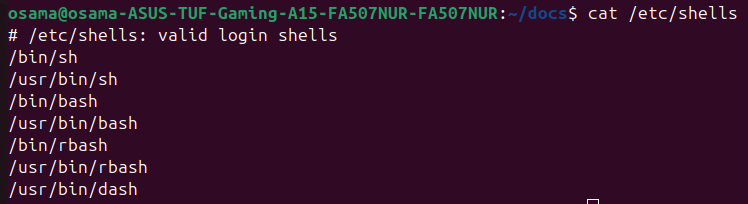 osama@osama-ASUS-TUF-Gaming-A15-FA507NUR-FA507NUR:~/docs$ cat /etc/shells
# /etc/shells: valid login shells
/bin/sh
/usr/bin/sh
/bin/bash
/usr/bin/bash
/bin/rbash
/usr/bin/rbash
/usr/bin/dash